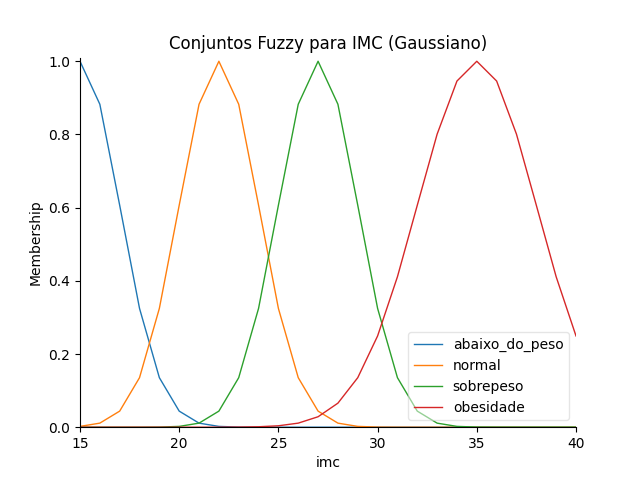 Conjuntos Fuzzy para IMC (Gaussiano)
Membership
1.0
0.8
0.6
0.4
0.2
0.0
abaixo_do_peso
normal
sobrepeso
obesidade
15 20 25 30 35 40
imc